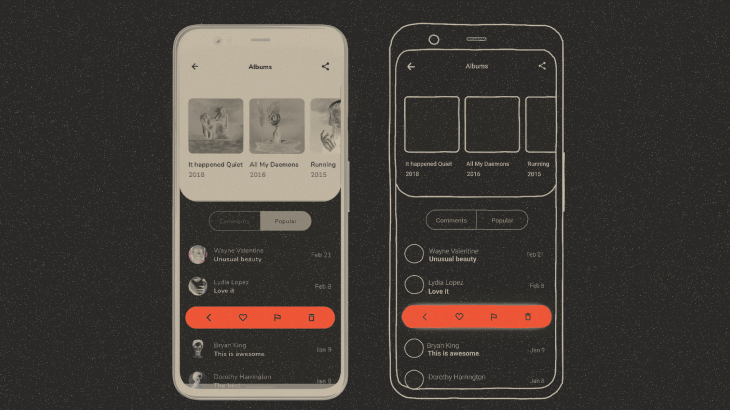 Albums
It happened Quiet
All My Daemons
Running
2018
2016
2015
Comments
Popular
Wayne Valentine
Unusual beauty
Feb 21
Lydia Lopez
Love it
Feb 8
Bryan King
This is awesome
Jan 9
Dorothy Harrington
The best
Jan 8
Albums
It happened Quiet
All My Daemons
Running
2018
2016
2015
Comments
Popular
Wayne Valentine
Unusual beauty
Feb 21
Lydia Lopez
Love it
Feb 8
Bryan King
This is awesome
Jan 9
Dorothy Harrington
Jan 8